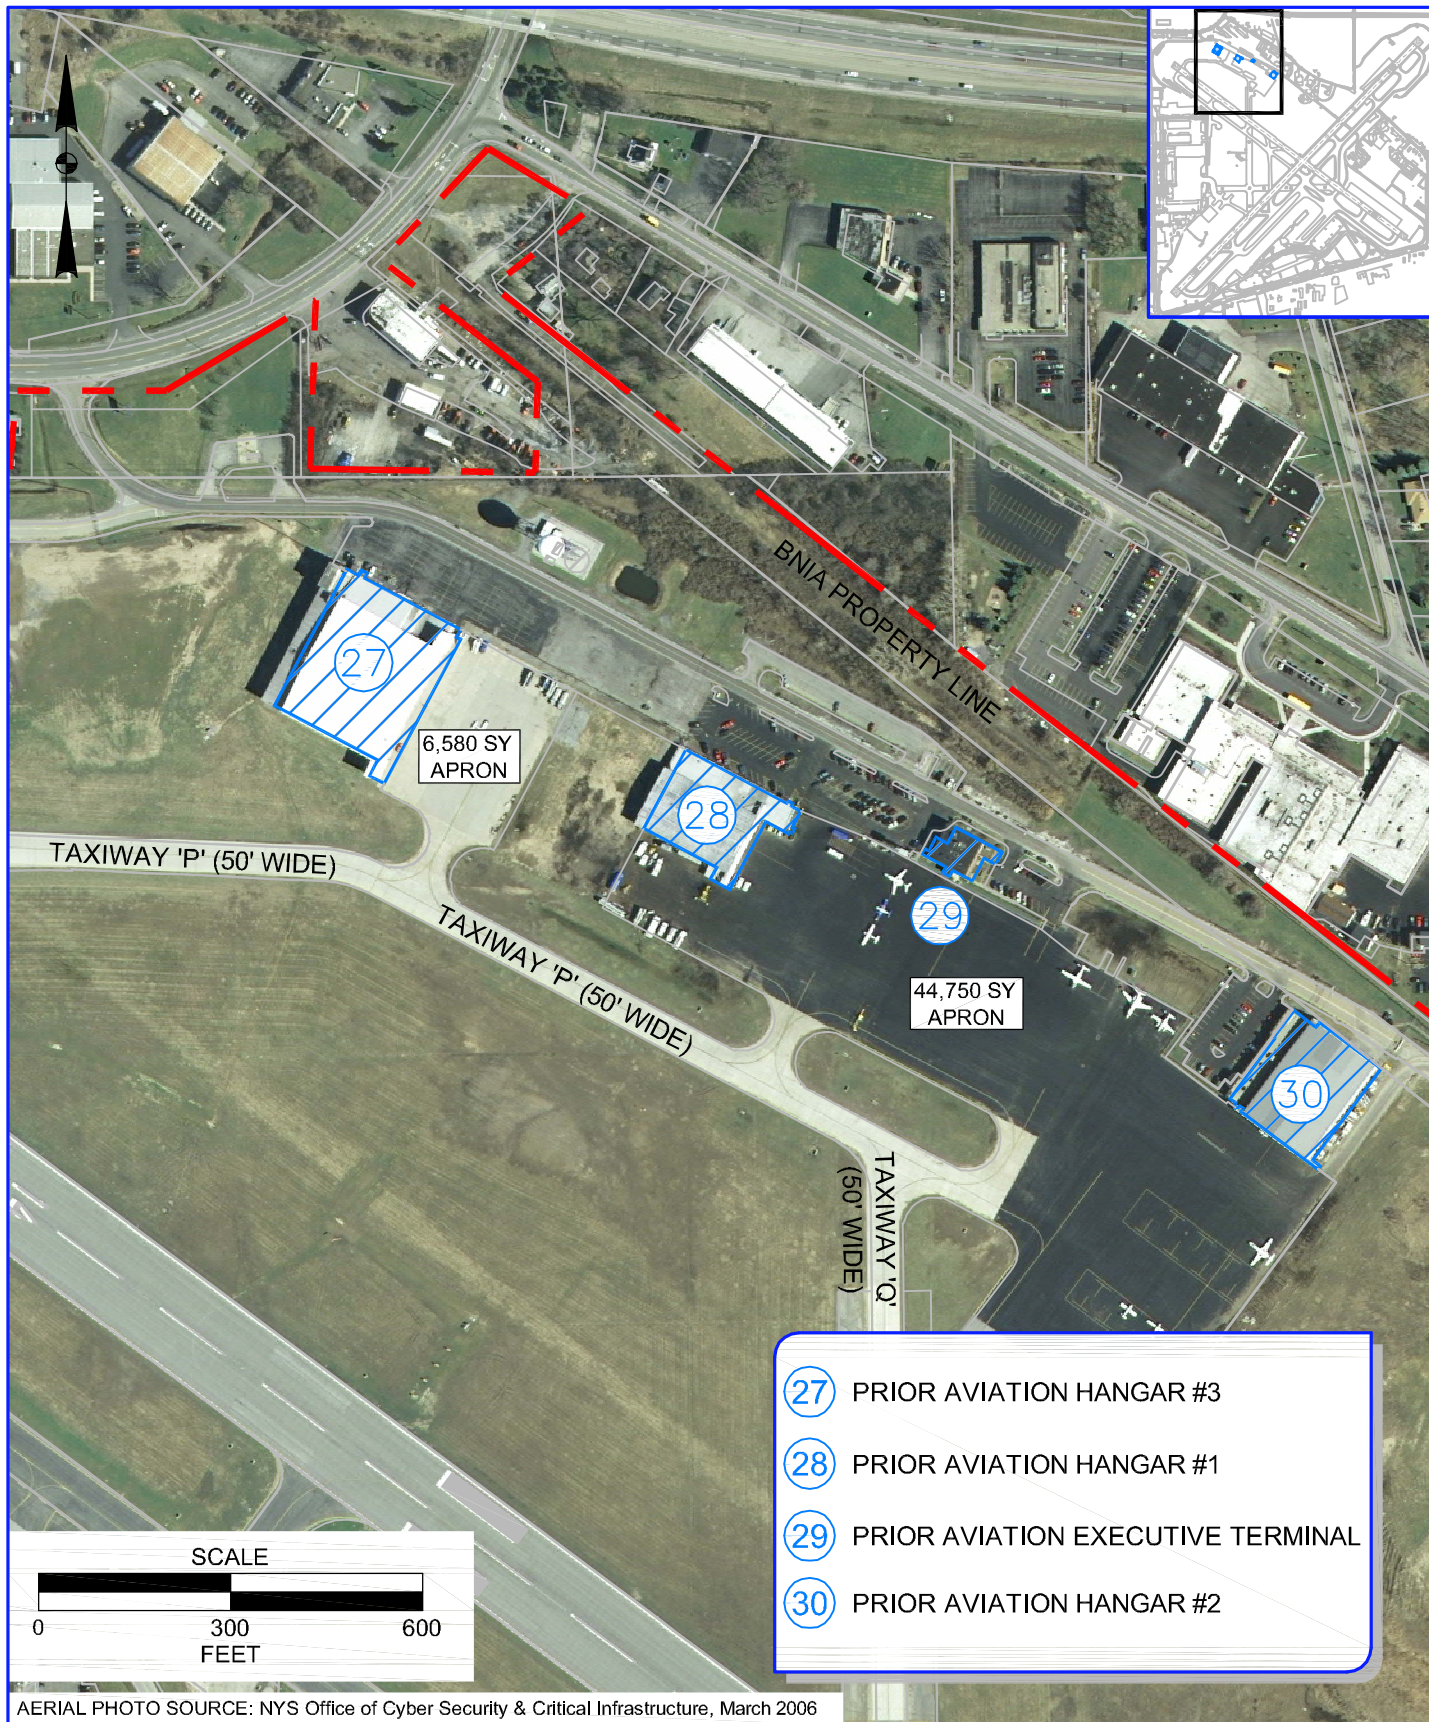 BNIA PROPERTY LINE
27
6,580 SY
APRON
28
29
TAXIWAY 'P' (50' WIDE)
TAXIWAY 'P' (50' WIDE)
44,750 SY
APRON
30
TAXIWAY 'Q'
(50' WIDE)
27 PRIOR AVIATION HANGAR #3
28 PRIOR AVIATION HANGAR #1
29 PRIOR AVIATION EXECUTIVE TERMINAL
30 PRIOR AVIATION HANGAR #2
SCALE
0 300 600
FEET
AERIAL PHOTO SOURCE: NYS Office of Cyber Security & Critical Infrastructure, March 2006